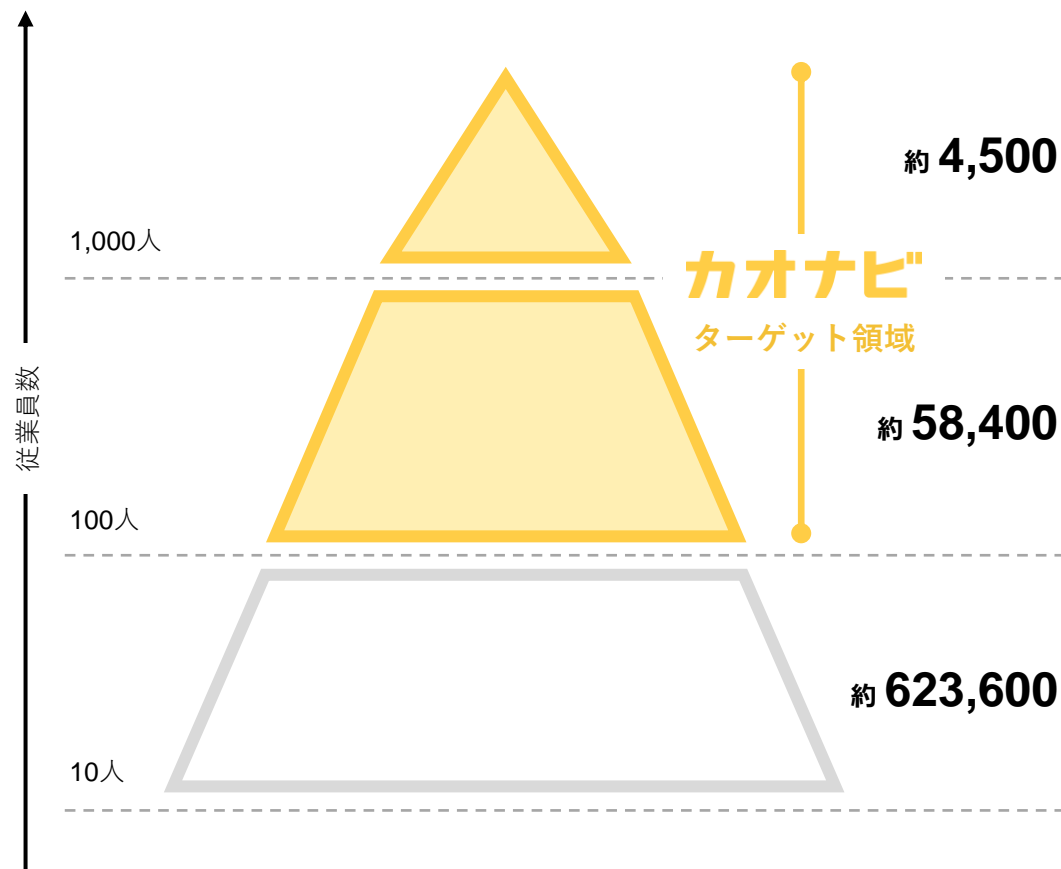 約 4,500
1,000人
カオナビ
ターゲット領域
従業員数
約 58,400
100人
約 623,600
10人